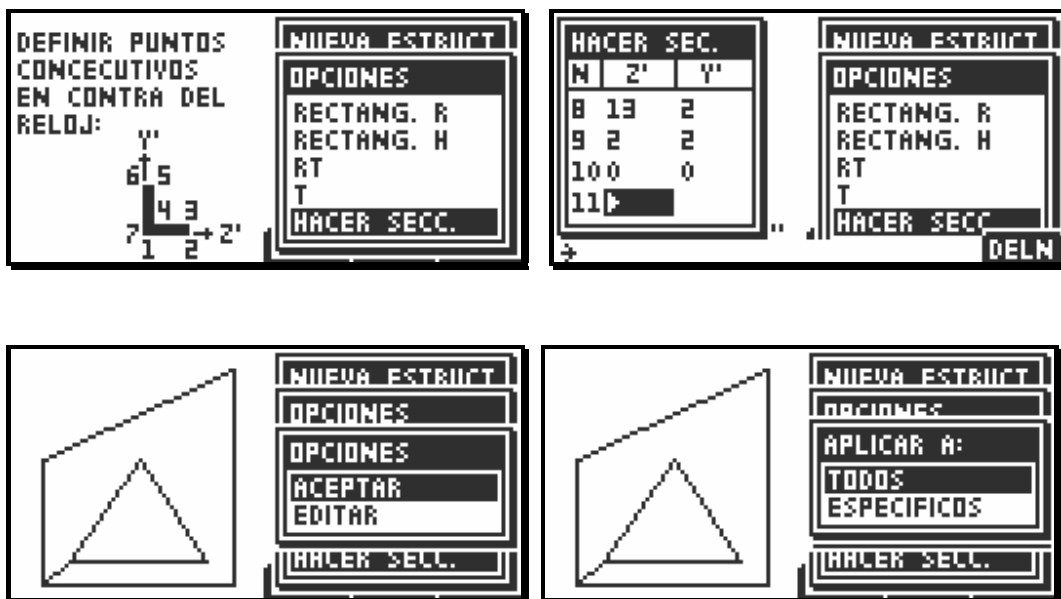 DEFINIR PUNTOS
CONCECUTIVOS
EN CONTRA DEL
RELOJ:
Y'
6 5
4 3
7 Z'
1 2
NUEVA ESTRUCT
OPCIONES
RECTANG. R
RECTANG. H
RT
T
HACER SECC.
HACER SEC.
N Z' Y'
8 13 2
9 2 2
10 0 0
11
NUEVA ESTRUCT
OPCIONES
RECTANG. R
RECTANG. H
RT
T
HACER SECC
DELN
NUEVA ESTRUCT
OPCIONES
OPCIONES
ACEPTAR
EDITAR
HACER SECC.
NUEVA ESTRUCT
OPCIONES
APLICAR A:
TODOS
ESPECIFICOS
HACER SECC.